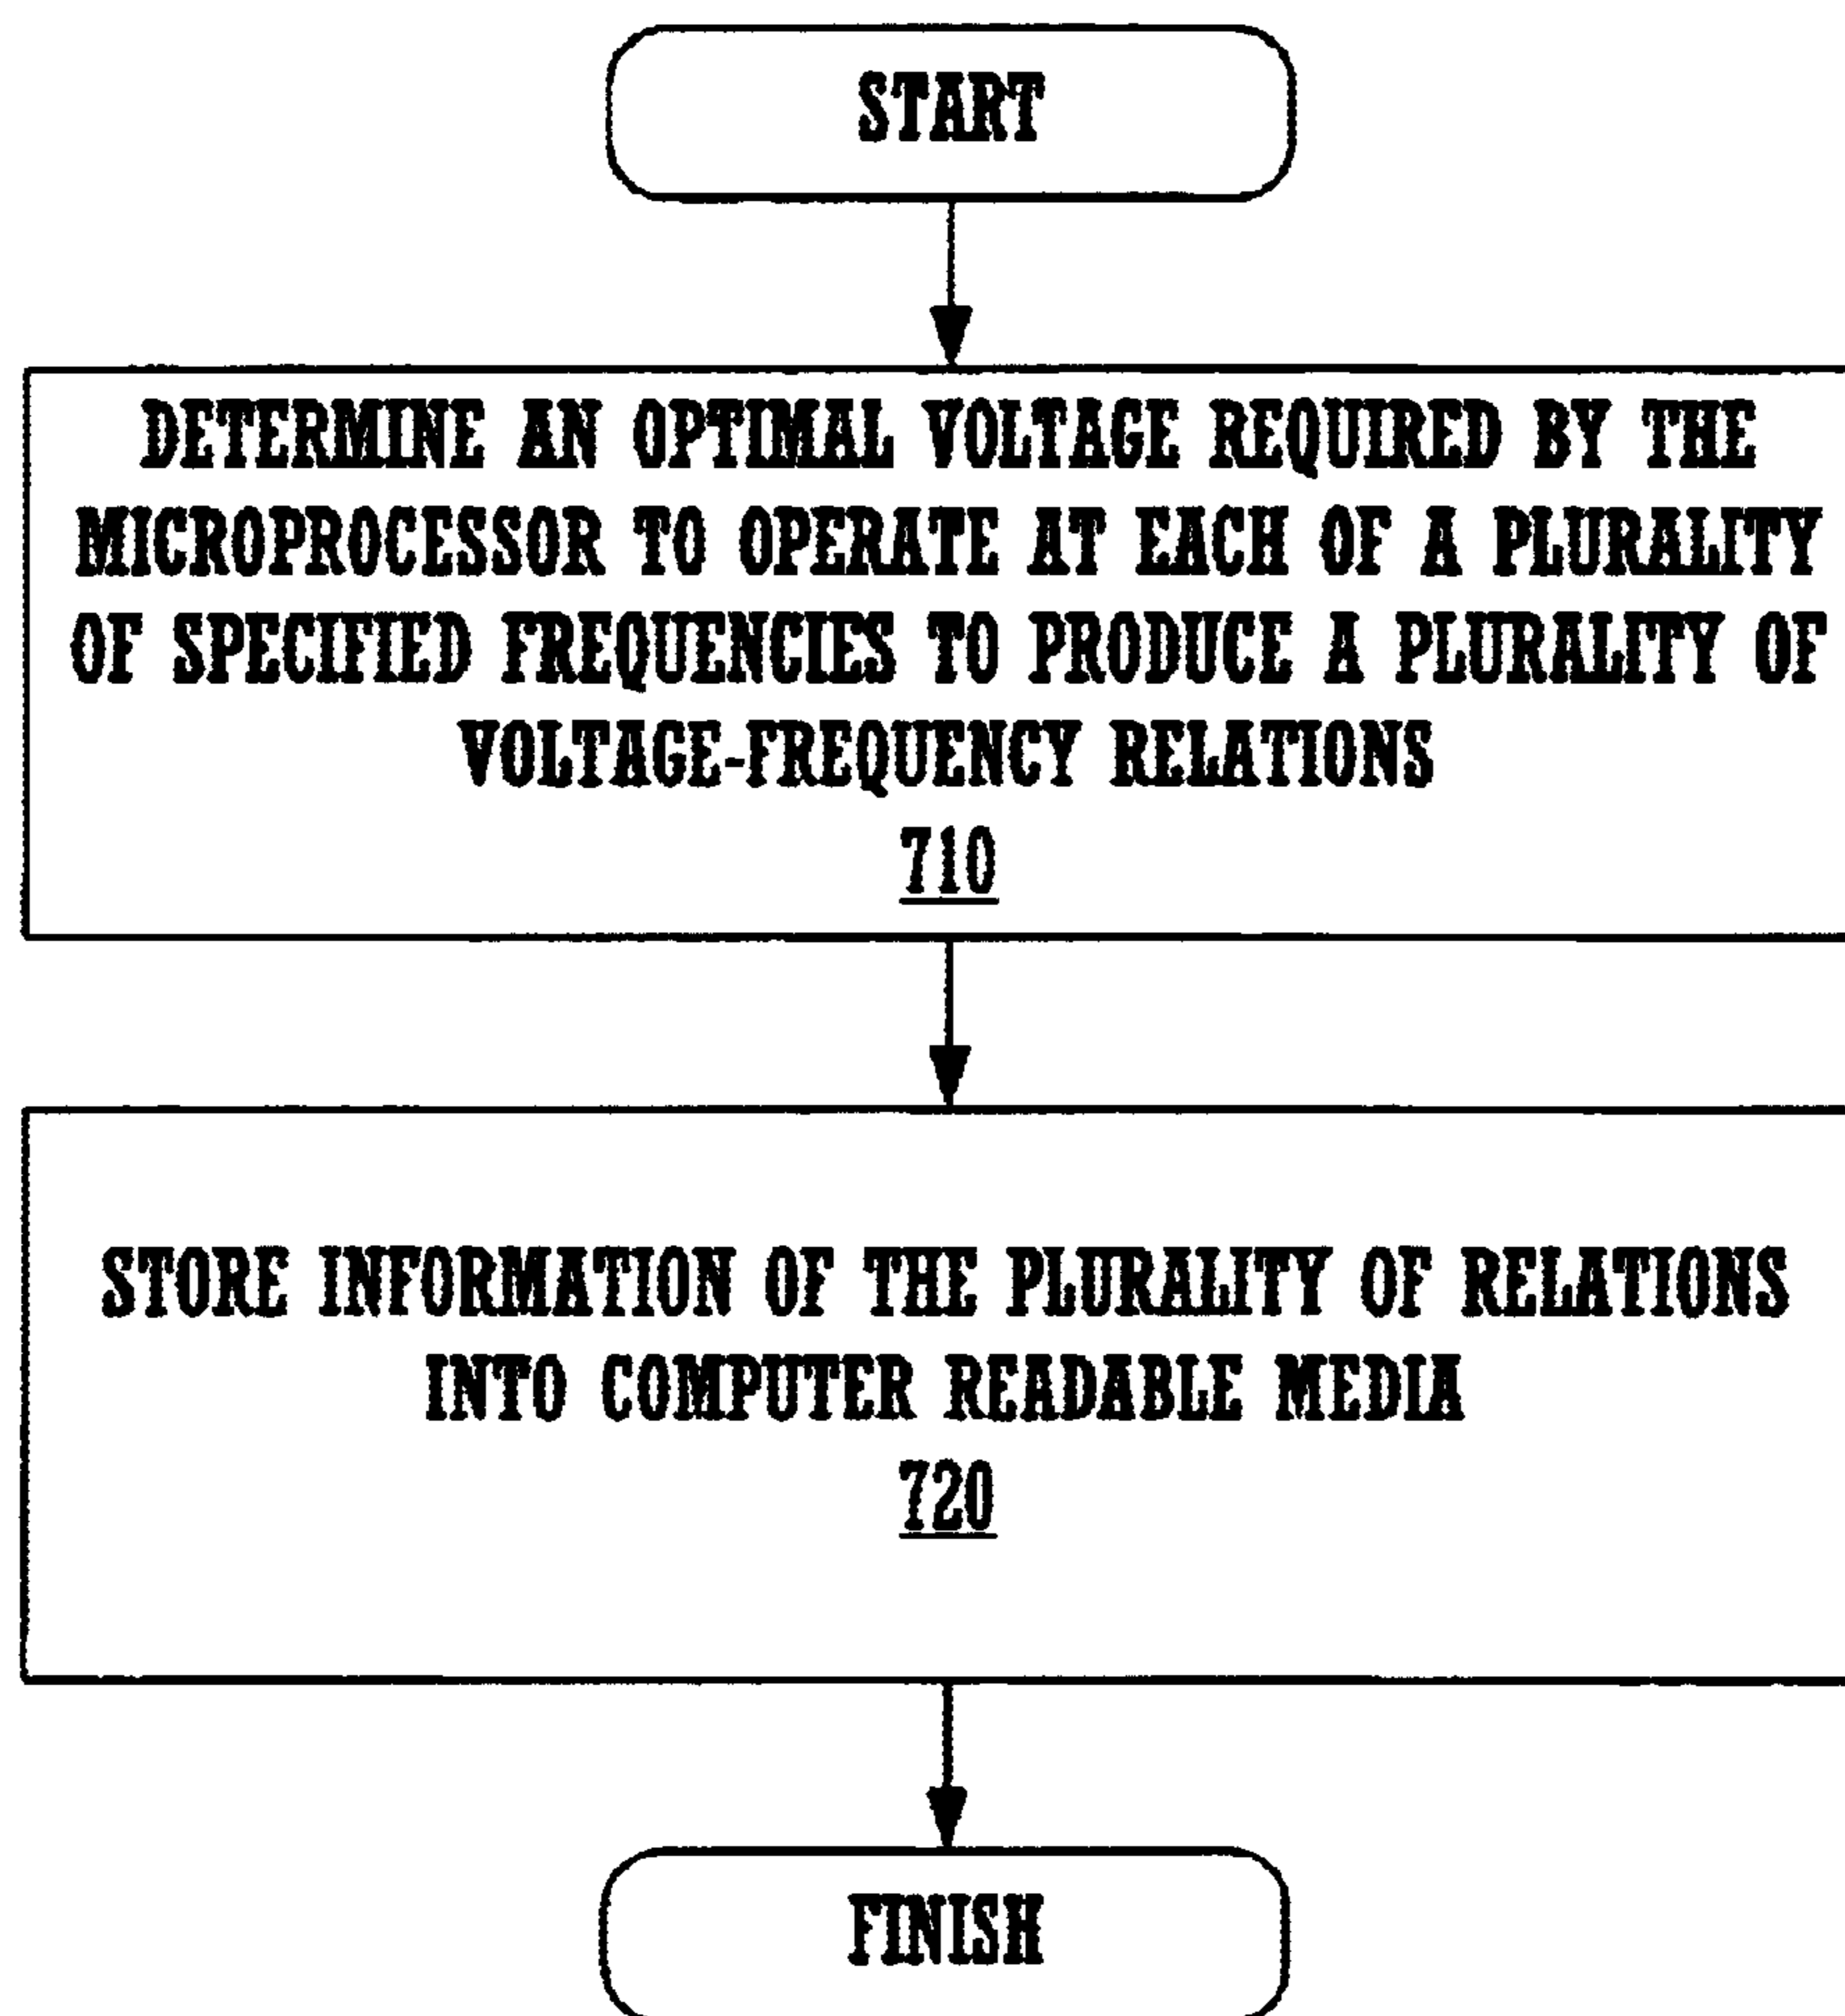 START
DETERMINE AN OPTIMAL VOLTAGE REQUIRED BY THE
MICROPROCESSOR TO OPERATE AT EACH OF A PLURALITY
OF SPECIFIED FREQUENCIES TO PRODUCE A PLURALITY OF
VOLTAGE-FREQUENCY RELATIONS
710
STORE INFORMATION OF THE PLURALITY OF RELATIONS
INTO COMPUTER READABLE MEDIA
720
FINISH